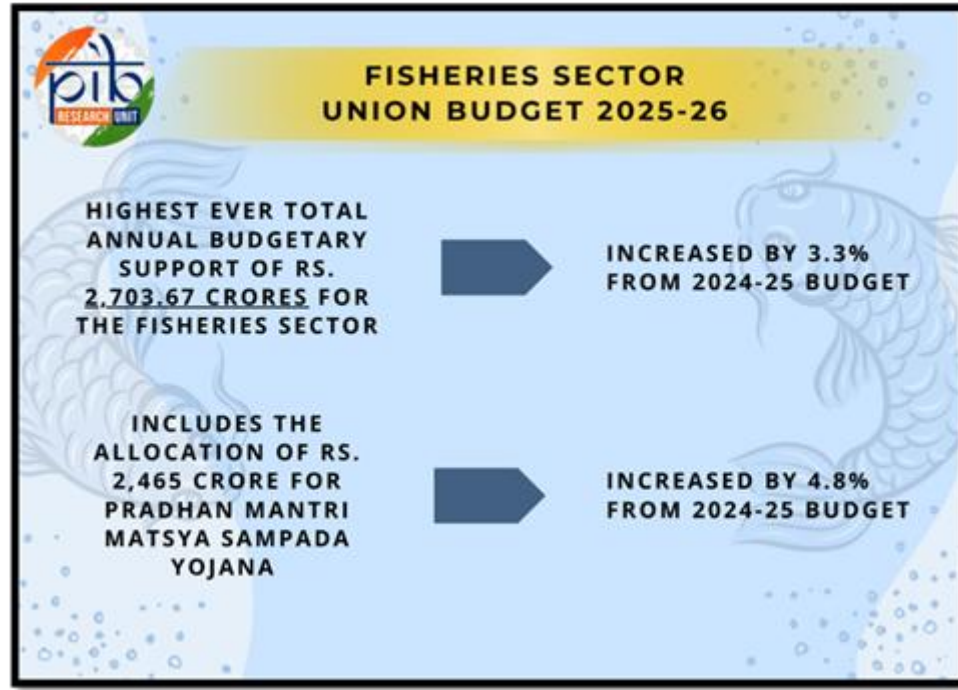 pib
RESEARCH UNIT
FISHERIES SECTOR
UNION BUDGET 2025-26
HIGHEST EVER TOTAL
ANNUAL BUDGETARY
SUPPORT OF RS.
2,703.67 CRORES FOR
THE FISHERIES SECTOR
INCREASED BY 3.3%
FROM 2024-25 BUDGET
INCLUDES THE
ALLOCATION OF RS.
2,465 CRORE FOR
PRADHAN MANTRI
MATSYA SAMPADA
YOJANA
INCREASED BY 4.8%
FROM 2024-25 BUDGET